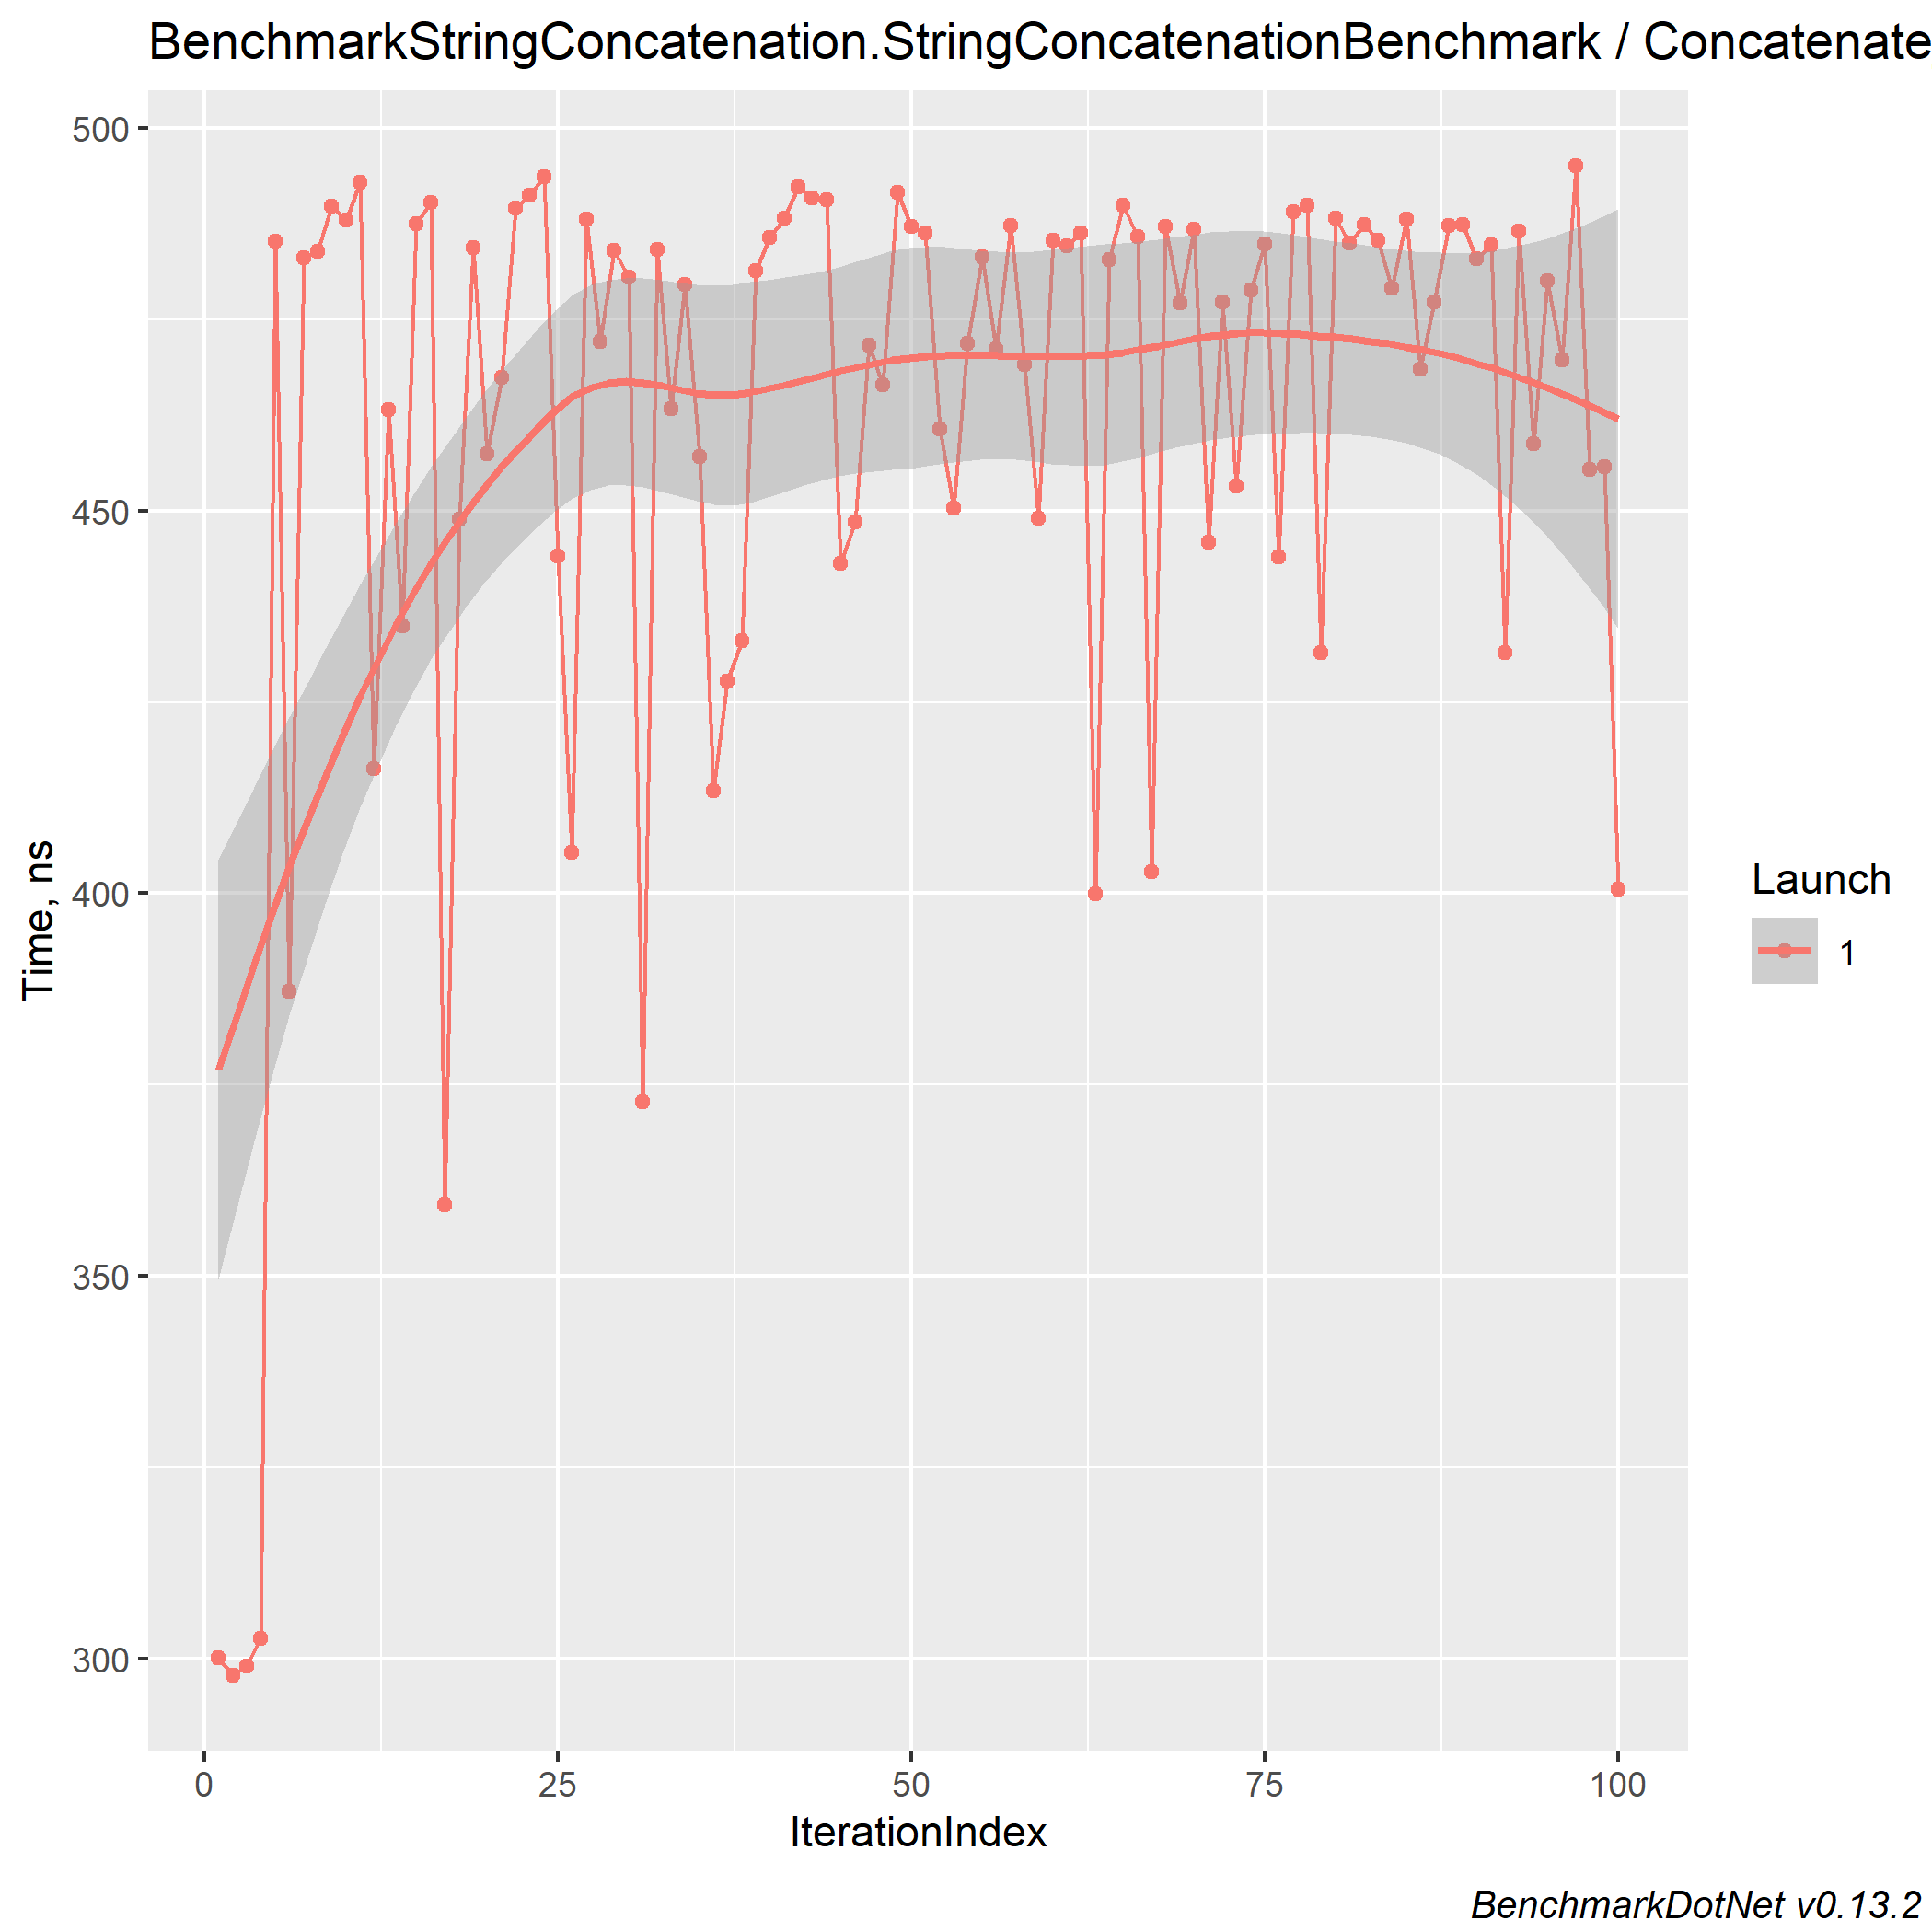 BenchmarkStringConcatenation.StringConcatenationBenchmark / Concatenate
500
450
400
350
300
Time, ns
0 25 50 75 100
IterationIndex
Launch
1
BenchmarkDotNet v0.13.2